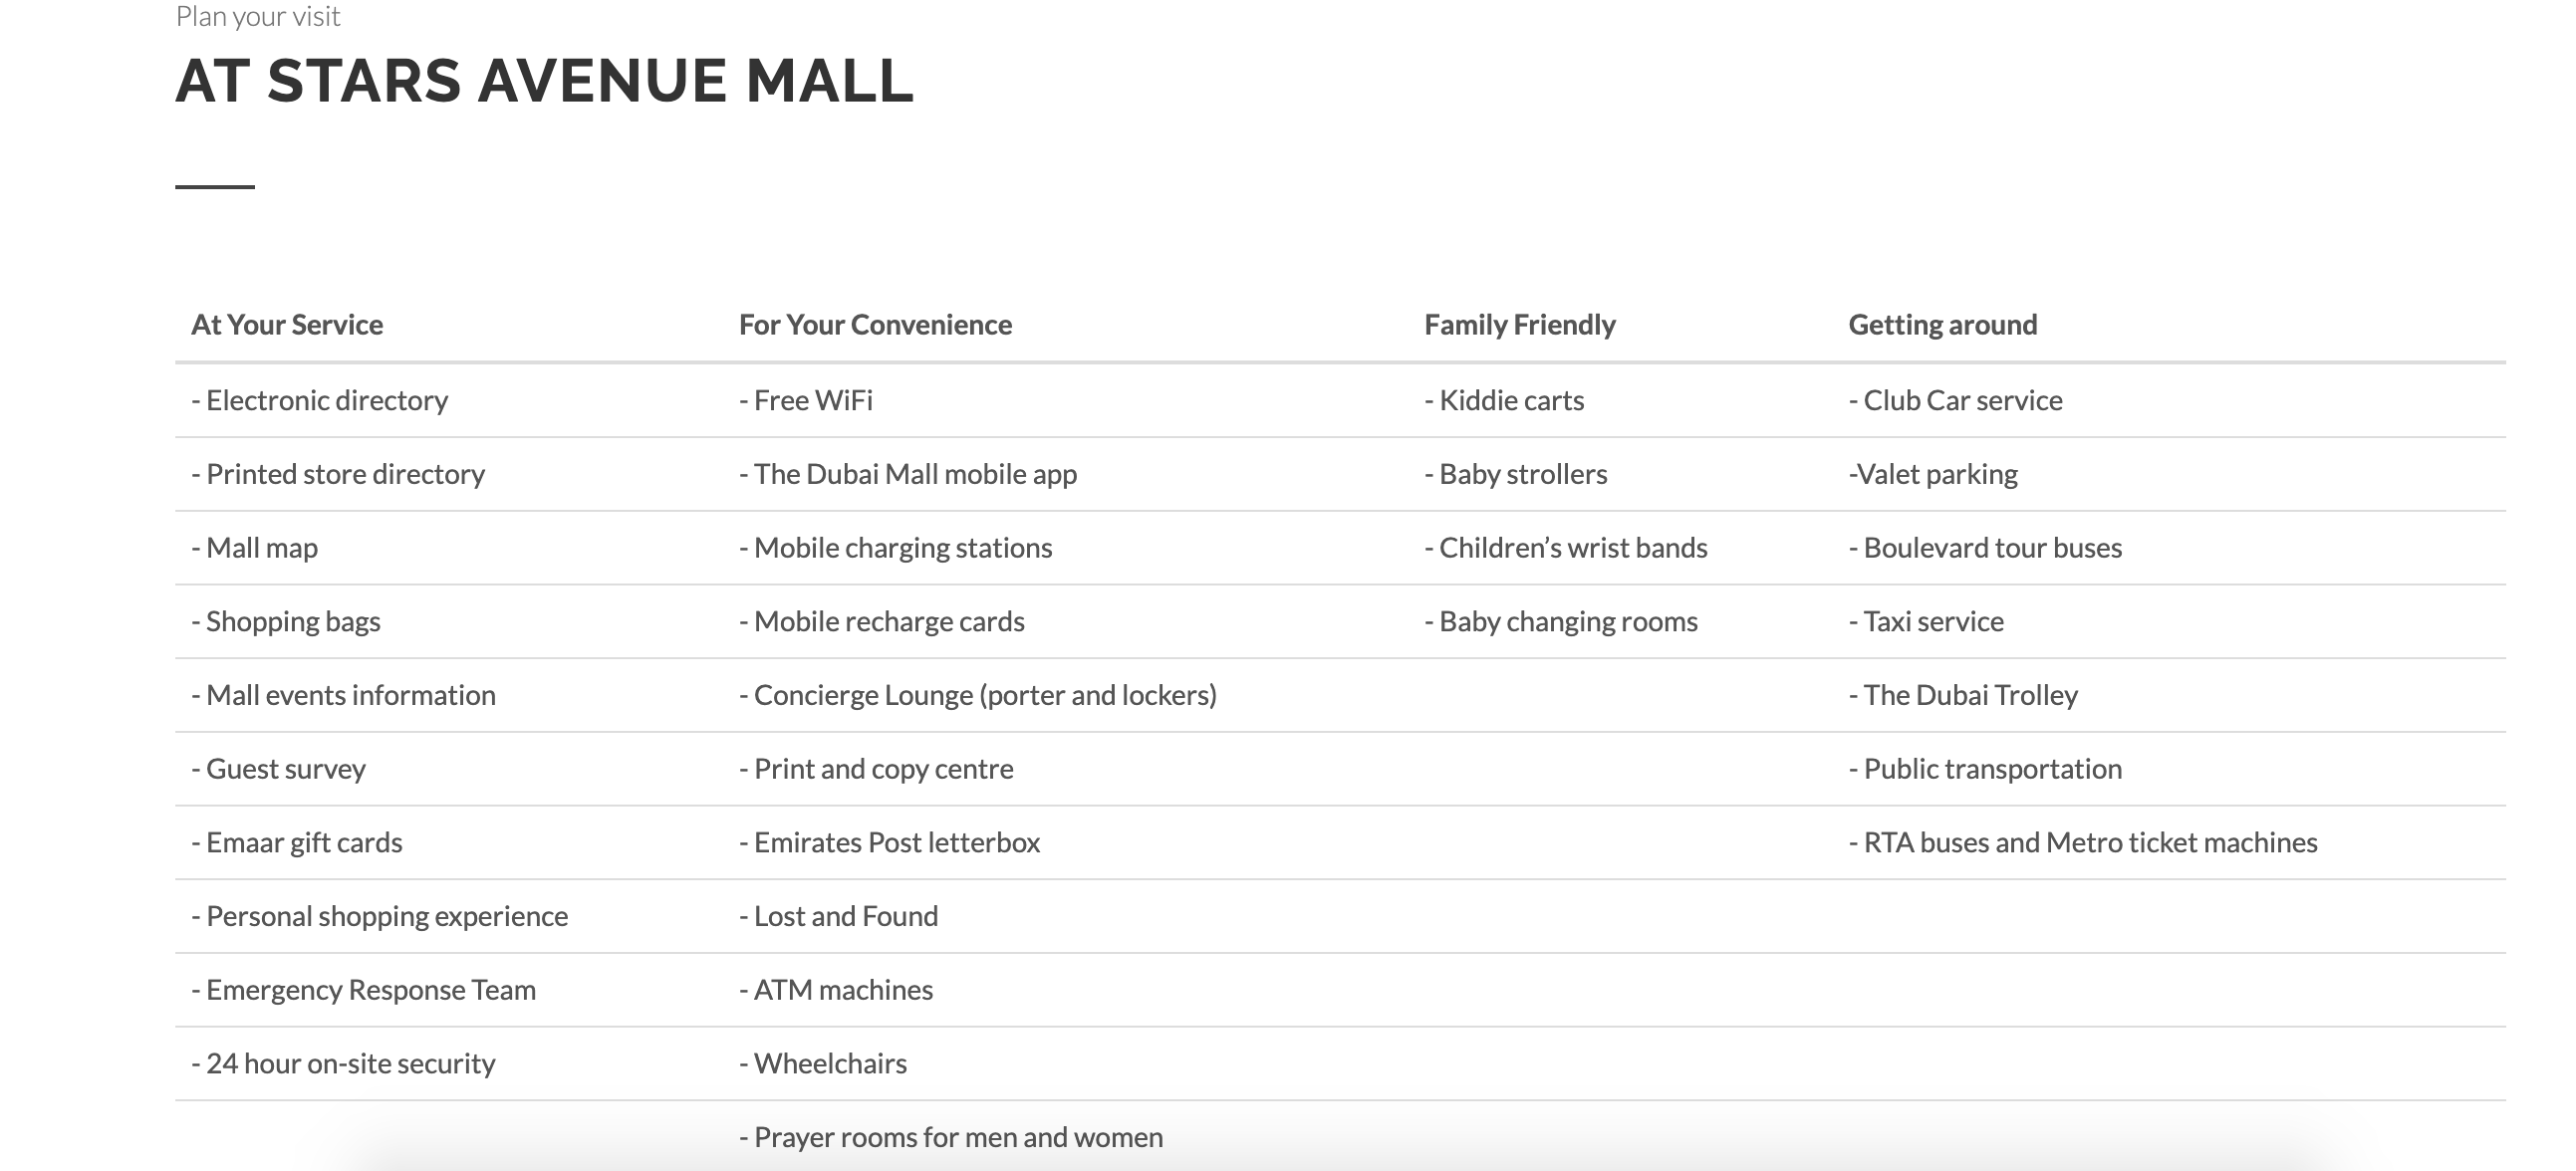 Plan your visit
AT STARS AVENUE MALL
At Your Service For Your Convenience Family Friendly Getting around
- Electronic directory - Free WiFi - Kiddie carts - Club Car service
- Printed store directory - The Dubai Mall mobile app - Baby strollers -Valet parking
- Mall map - Mobile charging stations - Children’s wrist bands - Boulevard tour buses
- Shopping bags - Mobile recharge cards - Baby changing rooms - Taxi service
- Mall events information - Concierge Lounge (porter and lockers) - The Dubai Trolley
- Guest survey - Print and copy centre - Public transportation
- Emaar gift cards - Emirates Post letterbox - RTA buses and Metro ticket machines
- Personal shopping experience - Lost and Found
- Emergency Response Team - ATM machines
- 24 hour on-site security - Wheelchairs
- Prayer rooms for men and women